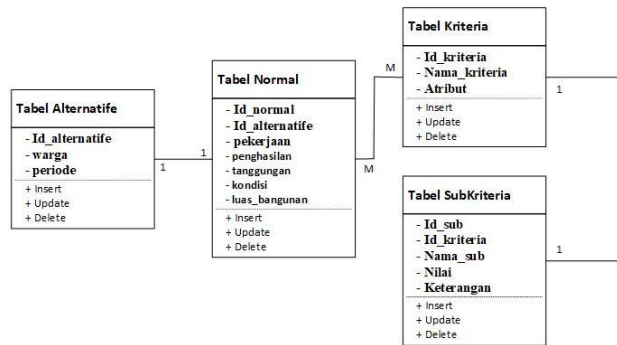 Tabel Alternatife
- Id_alternatife
- warga
- periode
+ Insert
+ Update
+ Delete
1
1
Tabel Normal
- Id_normal
- Id_alternatife
- pekerjaan
- penghasilan
- tanggungan
- kondisi
- luas_bangunan
+ Insert
+ Update
+ Delete
M
M
Tabel Kriteria
- Id_kriteria
- Nama_kriteria
- Atribut
+ Insert
+ Update
+ Delete
1
Tabel SubKriteria
- Id_sub
- Id_kriteria
- Nama_sub
- Nilai
- Keterangan
+ Insert
+ Update
+ Delete
1